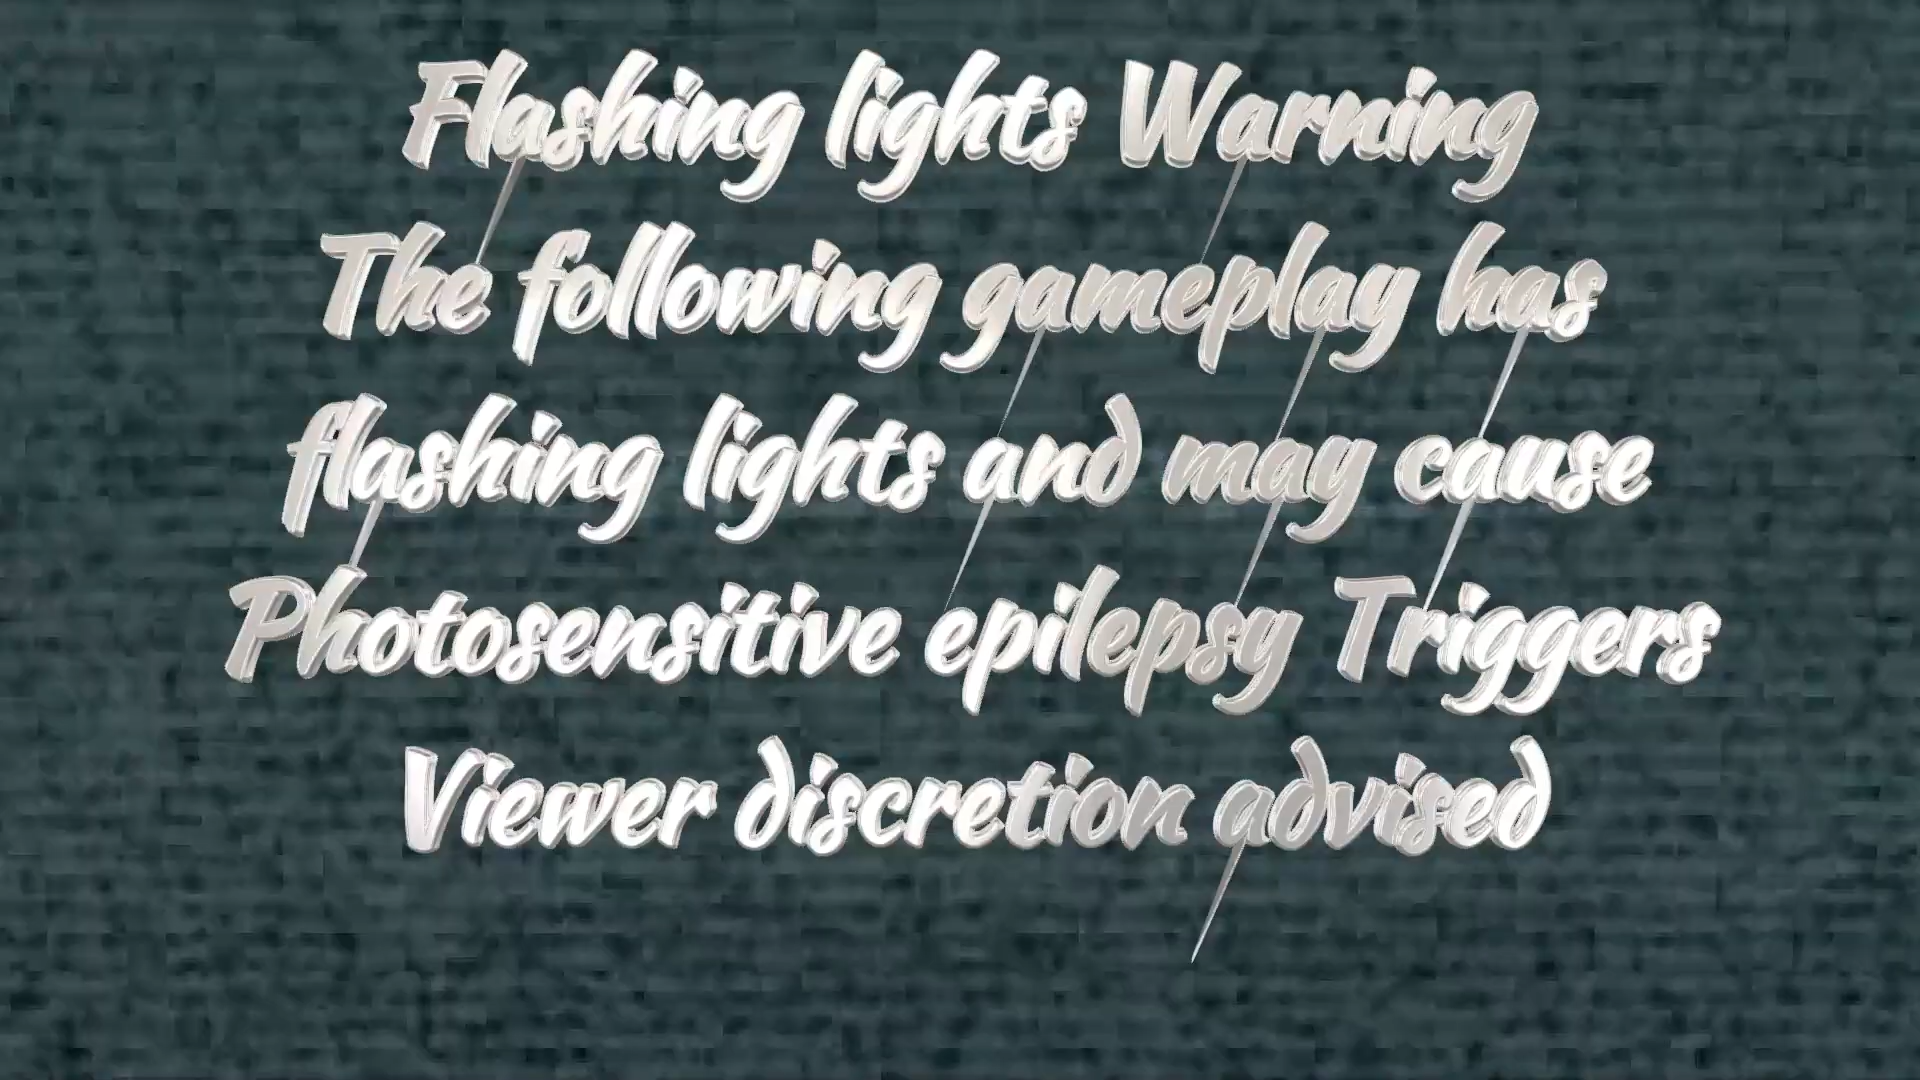 Flashing lights Warning
The following gameplay has
flashing lights and may cause
Photosensitive epilepsy Triggers
Viewer discretion advised